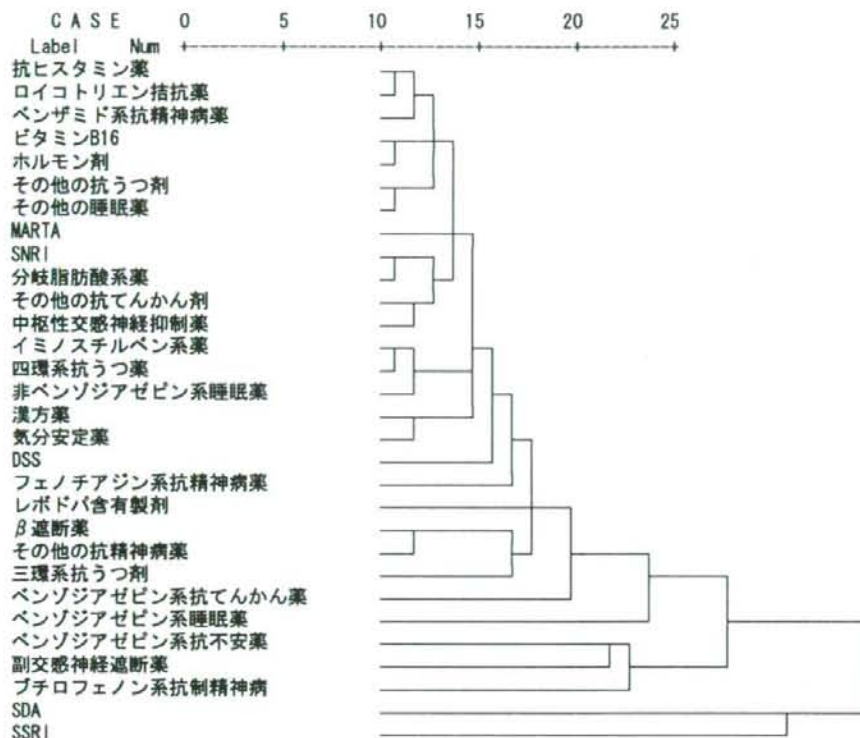 C A S E 0 5 10 15 20 25
Label Num
抗ヒスタミン薬
ロイコトリエン拮抗薬
ベンザミド系抗精神病薬
ビタミンB16
ホルモン剤
その他の抗うつ剤
その他の睡眠薬
MARTA
SNRI
分岐脂肪酸系薬
その他の抗てんかん剤
中枢性交感神経抑制薬
イミノスチルベン系薬
四環系抗うつ薬
非ベンゾジアゼピン系睡眠薬
漢方薬
気分安定薬
DSS
フェノチアジン系抗精神病薬
レボドパ含有製剤
β遮断薬
その他の抗精神病薬
三環系抗うつ剤
ベンゾジアゼピン系抗てんかん薬
ベンゾジアゼピン系睡眠薬
ベンゾジアゼピン系抗不安薬
副交感神経遮断薬
ブチロフェノン系抗制精神病
SDA
SSRI